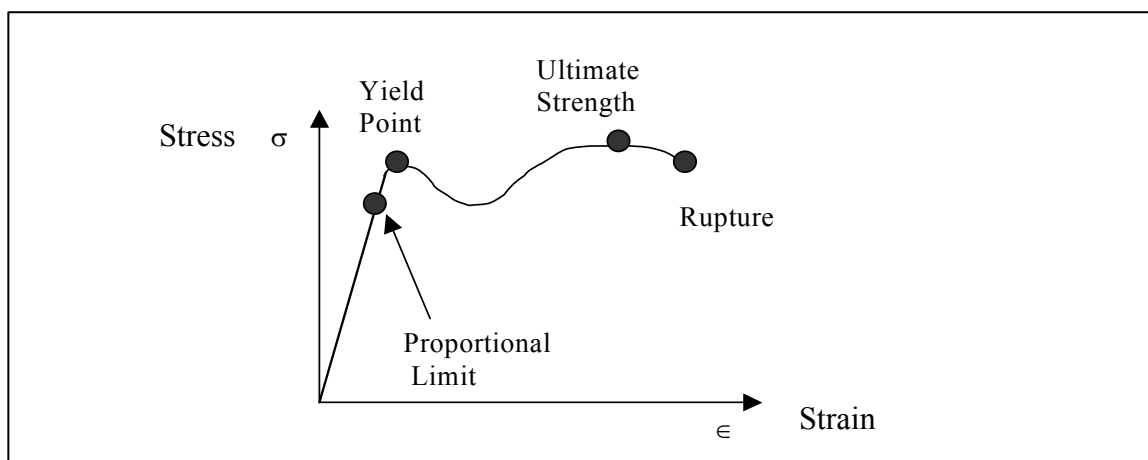 Ultimate
Strength
Yield
Point
Stress σ
Rupture
Proportional
Limit
Strain
∈